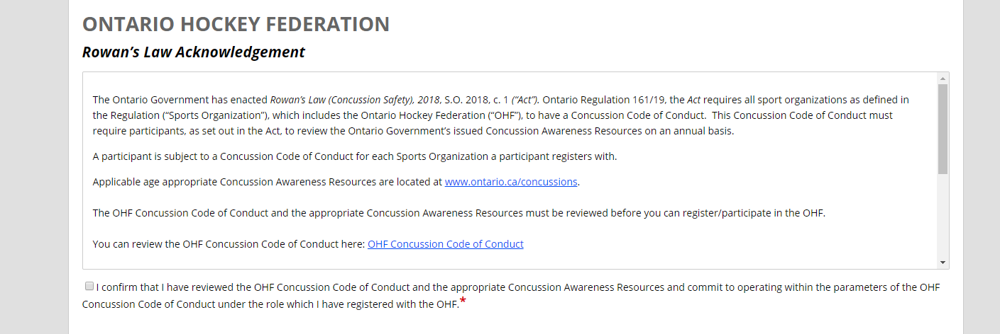 ONTARIO HOCKEY FEDERATION
Rowan’s Law Acknowledgement
The Ontario Government has enacted Rowan’s Law (Concussion Safety), 2018, S.O. 2018, c. 1 (“Act”). Ontario Regulation 161/19, the Act requires all sport organizations as defined in
the Regulation (“Sports Organization”), which includes the Ontario Hockey Federation (“OHF”), to have a Concussion Code of Conduct.  This Concussion Code of Conduct must
require participants, as set out in the Act, to review the Ontario Government’s issued Concussion Awareness Resources on an annual basis.
A participant is subject to a Concussion Code of Conduct for each Sports Organization a participant registers with.
Applicable age appropriate Concussion Awareness Resources are located at www.ontario.ca/concussions.
The OHF Concussion Code of Conduct and the appropriate Concussion Awareness Resources must be reviewed before you can register/participate in the OHF.
You can review the OHF Concussion Code of Conduct here: OHF Concussion Code of Conduct
I confirm that I have reviewed the OHF Concussion Code of Conduct and the appropriate Concussion Awareness Resources and commit to operating within the parameters of the OHF
Concussion Code of Conduct under the role which I have registered with the OHF.*